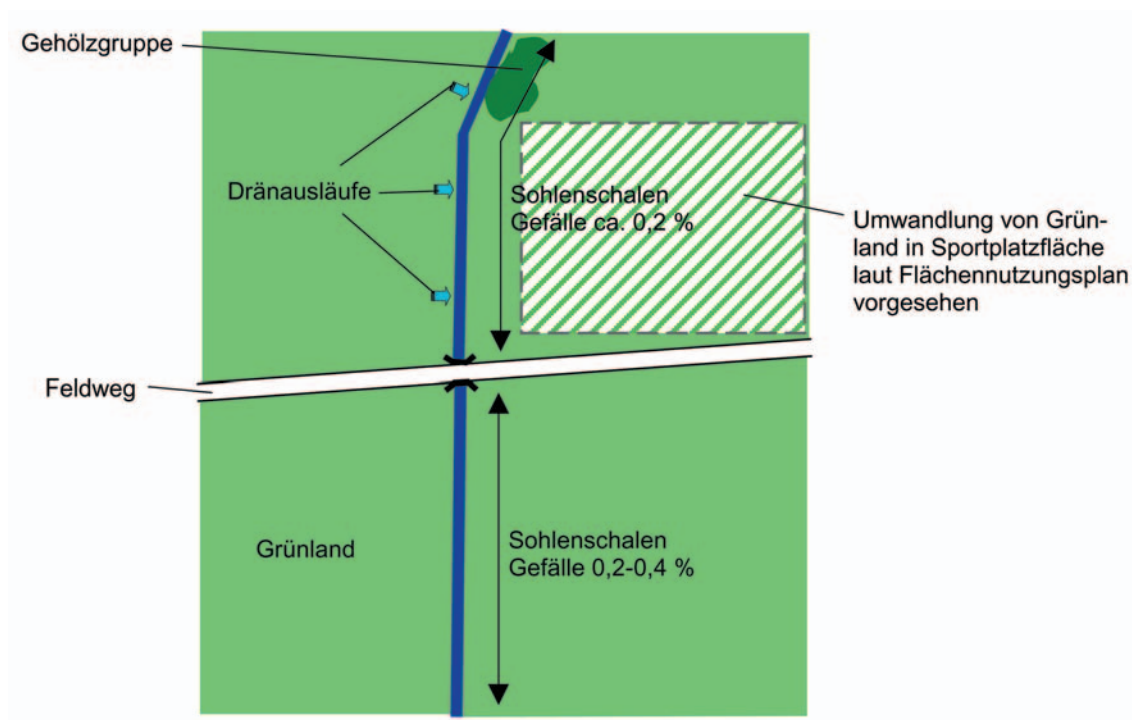 Gehölzgruppe
Dränausläufe
Sohlenschalen
Gefälle ca. 0,2 %
Umwandlung von Grün-
land in Sportplatzfläche
laut Flächennutzungsplan
vorgesehen
Feldweg
Grünland
Sohlenschalen
Gefälle 0,2-0,4 %